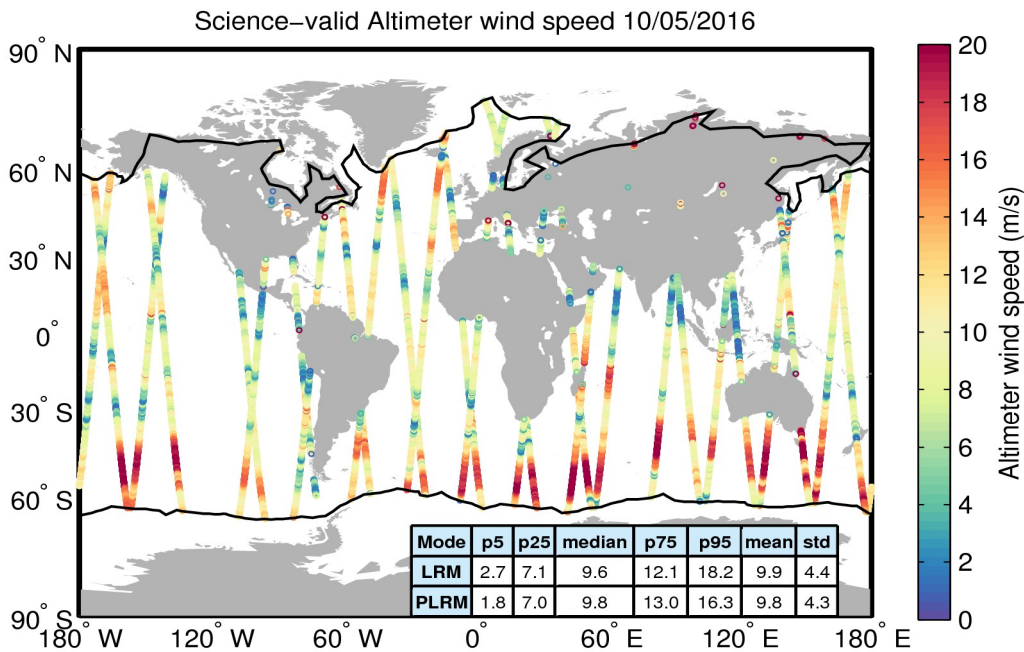 Science−valid Altimeter wind speed 10/05/2016
90° N
60° N
30° N
0°
30° S
60° S
90° S
180° W
120° W
60° W
0°
60° E
120° E
180° E
Mode p5 p25 median p75 p95 mean std
LRM 2.7 7.1 9.6 12.1 18.2 9.9 4.4
PLRM 1.8 7.0 9.8 13.0 16.3 9.8 4.3
20
18
16
14
12
10
8
6
4
2
0
Altimeter wind speed (m/s)